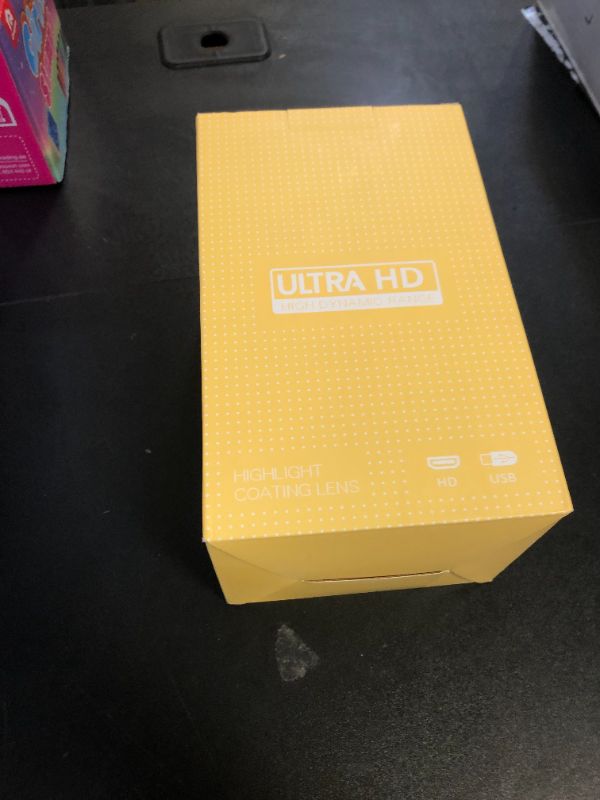 ULTRA HD
HIGH DYNAMIC RANGE
HIGHLIGHT
COATING LENS
HD
USB